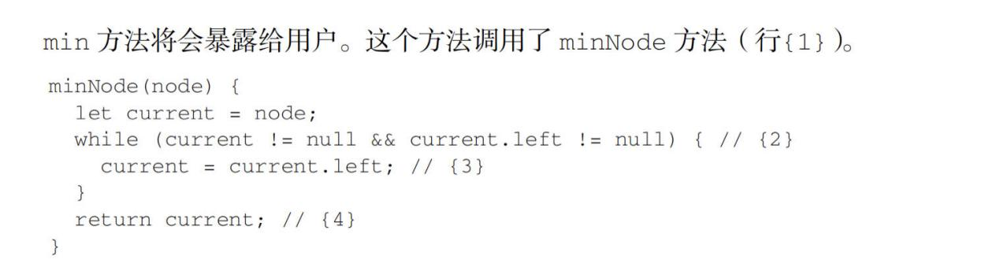 min 方法将会暴露给用户。这个方法调用了 minNode 方法（行{1}）。
minNode(node) {
  let current = node;
  while (current != null && current.left != null) { // {2}
    current = current.left; // {3}
  }
  return current; // {4}
}